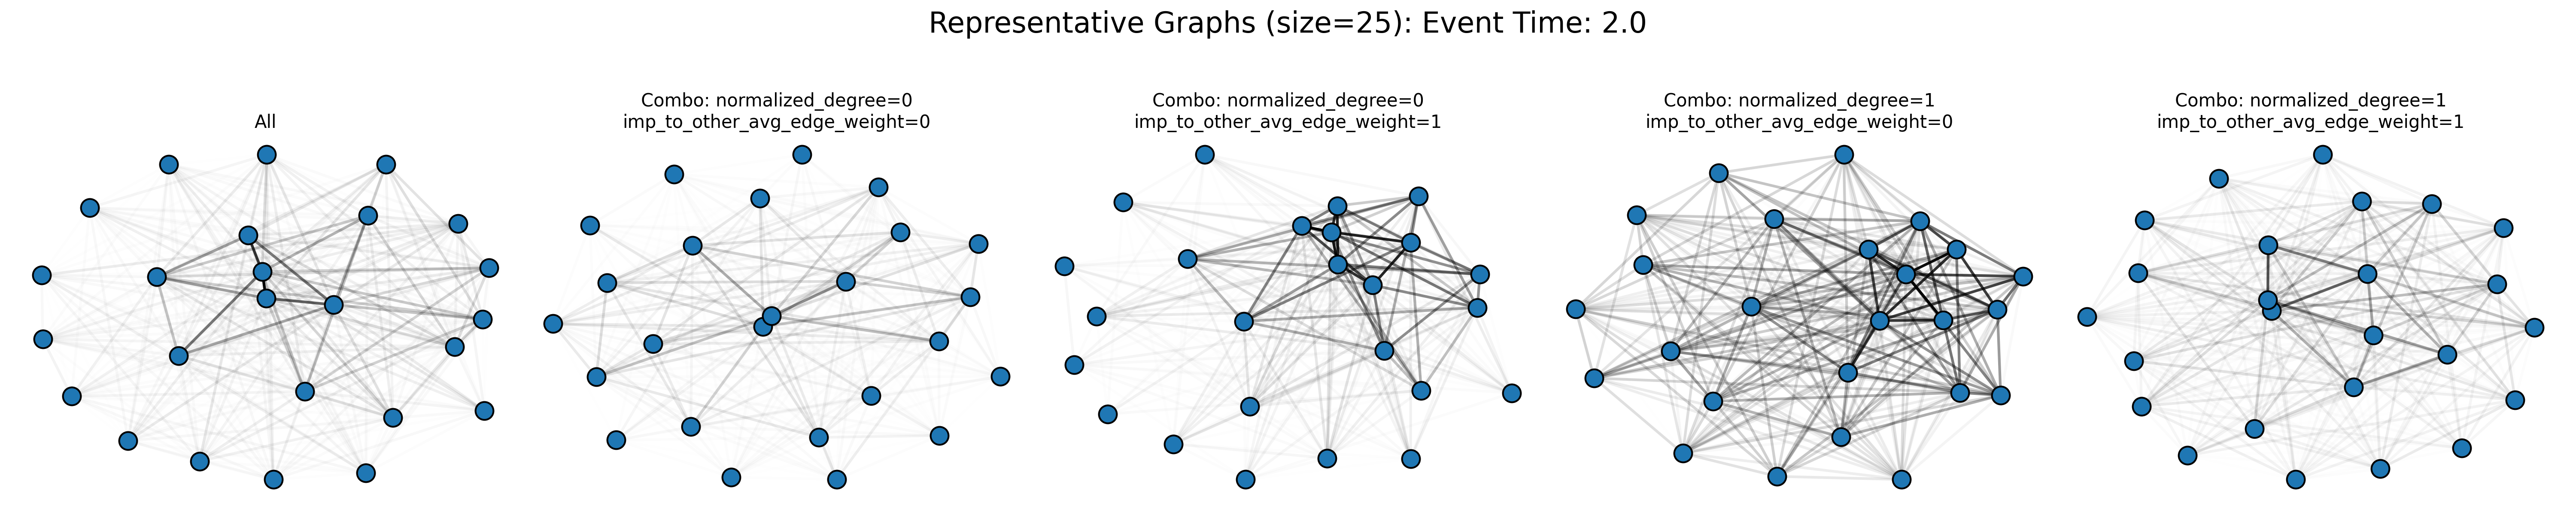 Representative Graphs (size=25): Event Time: 2.0
All
Combo: normalized_degree=0
imp_to_other_avg_edge_weight=0
Combo: normalized_degree=0
imp_to_other_avg_edge_weight=1
Combo: normalized_degree=1
imp_to_other_avg_edge_weight=0
Combo: normalized_degree=1
imp_to_other_avg_edge_weight=1